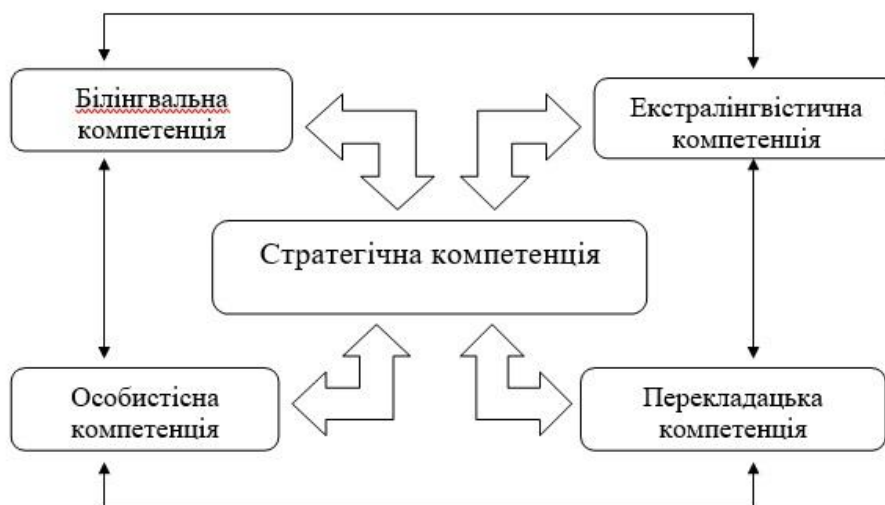 Білінгвальна
компетенція
Екстралінгвістична
компетенція
Стратегічна компетенція
Особистісна
компетенція
Перекладацька
компетенція